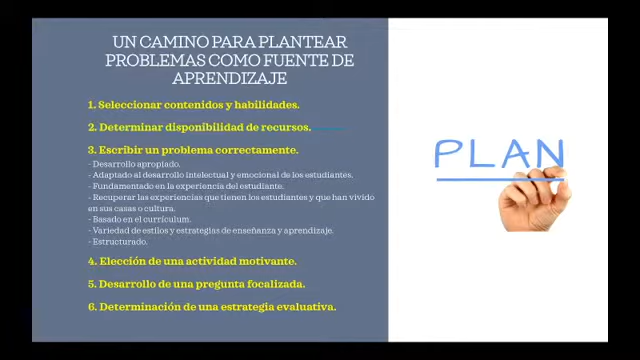 UN CAMINO PARA PLANTEAR
PROBLEMAS COMO FUENTE DE
APRENDIZAJE
1. Seleccionar contenidos y habilidades.
2. Determinar disponibilidad de recursos.
3. Escribir un problema correctamente.
- Desarrollo apropiado.
- Adaptado al desarrollo intelectual y emocional de los estudiantes.
- Fundamentado en la experiencia del estudiante.
- Recuperar las experiencias que tienen los estudiantes y que han vivido
en sus casas o cultura.
- Basado en el currículum.
- Variedad de estilos y estrategias de enseñanza y aprendizaje.
- Estructurado.
4. Elección de una actividad motivante.
5. Desarrollo de una pregunta focalizada.
6. Determinación de una estrategia evaluativa.
PLAN